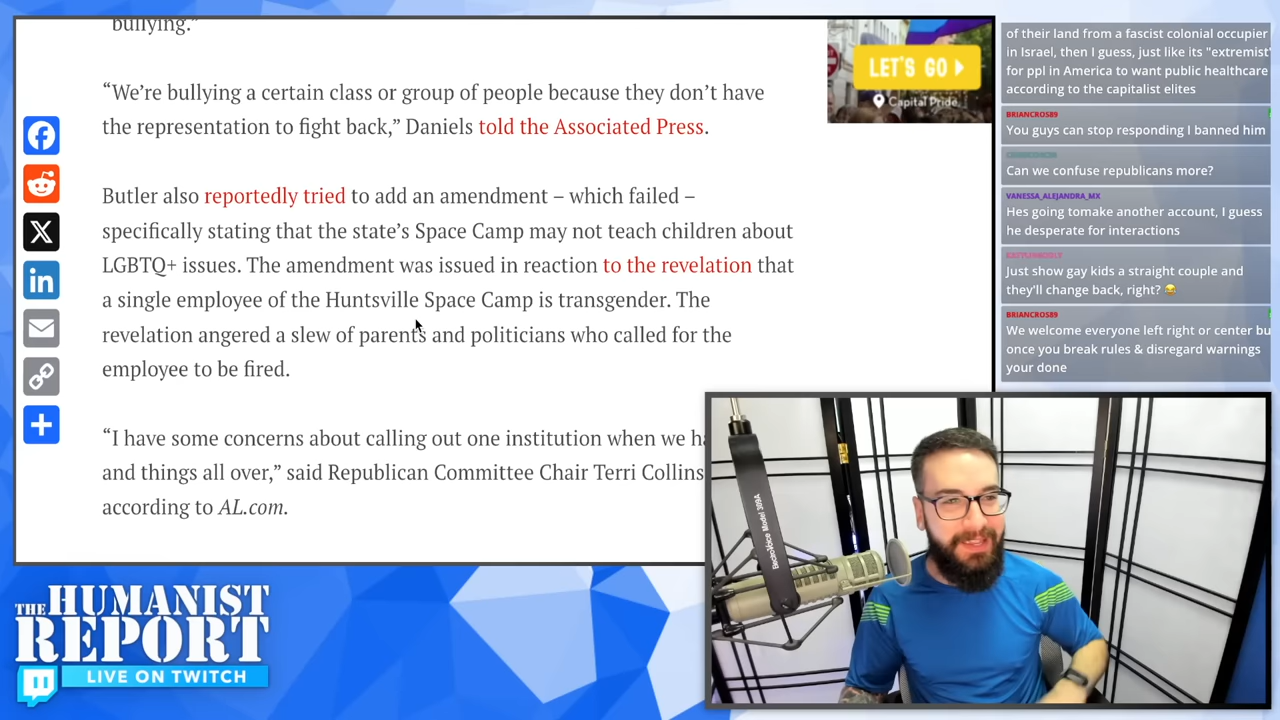 bullying.”
“We’re bullying a certain class or group of people because they don’t have
the representation to fight back,” Daniels told the Associated Press.
Butler also reportedly tried to add an amendment – which failed –
specifically stating that the state’s Space Camp may not teach children about
LGBTQ+ issues. The amendment was issued in reaction to the revelation that
a single employee of the Huntsville Space Camp is transgender. The
revelation angered a slew of parents and politicians who called for the
employee to be fired.
“I have some concerns about calling out one institution when we ha
and things all over,” said Republican Committee Chair Terri Collins
according to AL.com.
LET'S GO
Capital Pride
of their land from a fascist colonial occupier
in Israel, then I guess, just like its "extremist"
for ppl in America to want public healthcare
according to the capitalist elites
BRIANCROS89
You guys can stop responding I banned him
Can we confuse republicans more?
VANESSA_ALEJANDRA_MX
Hes going tomake another account, I guess
he desperate for interactions
Just show gay kids a straight couple and
they'll change back, right? 😂
BRIANCROS89
We welcome everyone left right or center bu
once you break rules & disregard warnings
your done
ElectroVoice Model 309A
THE HUMANIST
REPORT
LIVE ON TWITCH